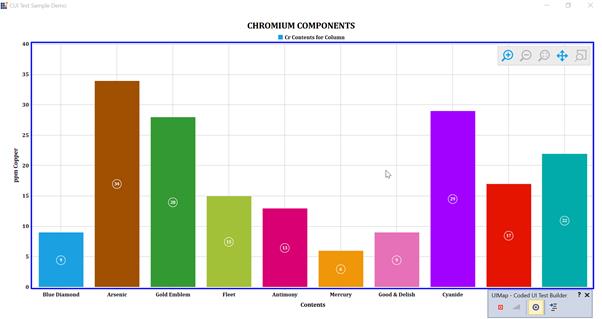 CUI Test Sample Demo
CHROMIUM COMPONENTS
Cr Contents for Column
40
35
30
25
20
15
10
5
0
ppm Copper
9
34
28
15
13
6
9
29
17
22
Blue Diamond Arsenic Gold Emblem Fleet Antimony Mercury Good & Delish Cyanide
Contents
UIMap - Coded UI Test Builder ?